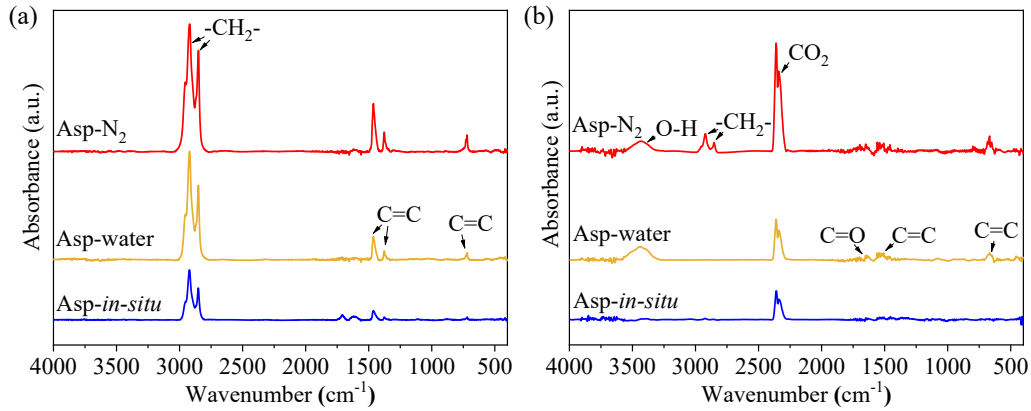 (a)
-CH2-
Asp-N2
C=C
C=C
Asp-water
Asp-in-situ
Absorbance (a.u.)
4000 3500 3000 2500 2000 1500 1000 500
Wavenumber (cm-1)
(b)
CO2
Asp-N2
O-H
-CH2-
Asp-water
C=O
C=C
C=C
Asp-in-situ
Absorbance (a.u.)
4000 3500 3000 2500 2000 1500 1000 500
Wavenumber (cm-1)